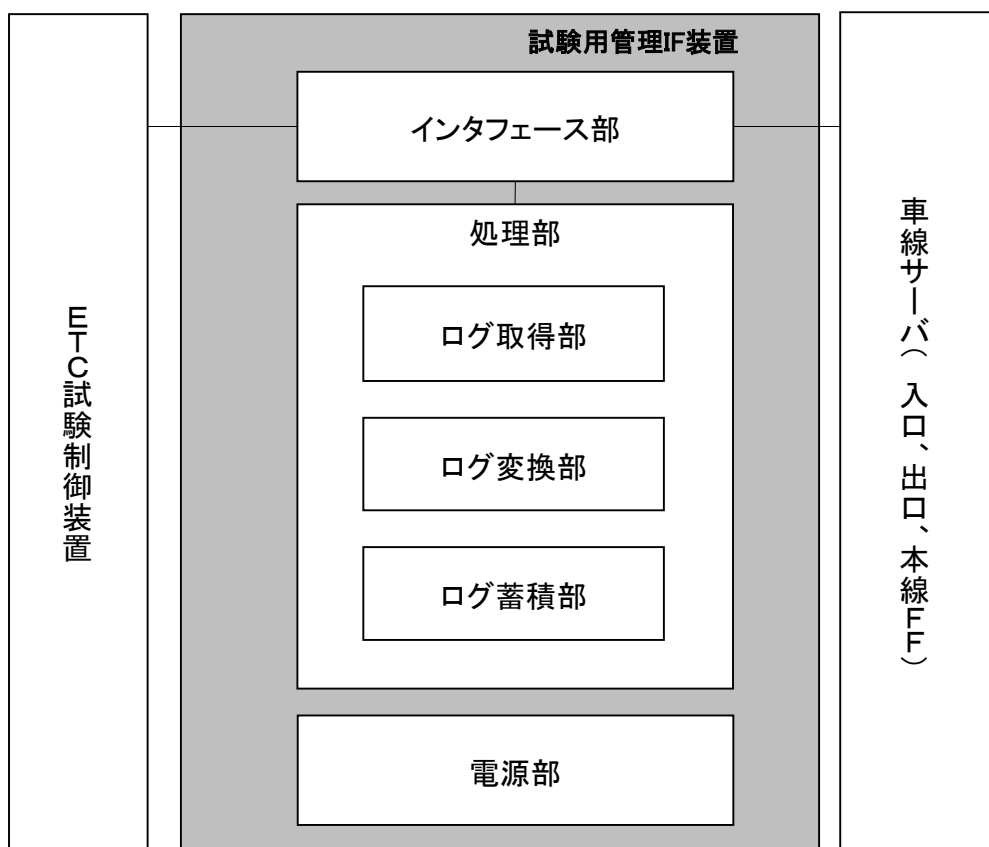 試験用管理IF装置
インタフェース部
処理部
ログ取得部
ログ変換部
ログ蓄積部
電源部
ETC試験制御装置
車線サーバ(入口、出口、本線FF)